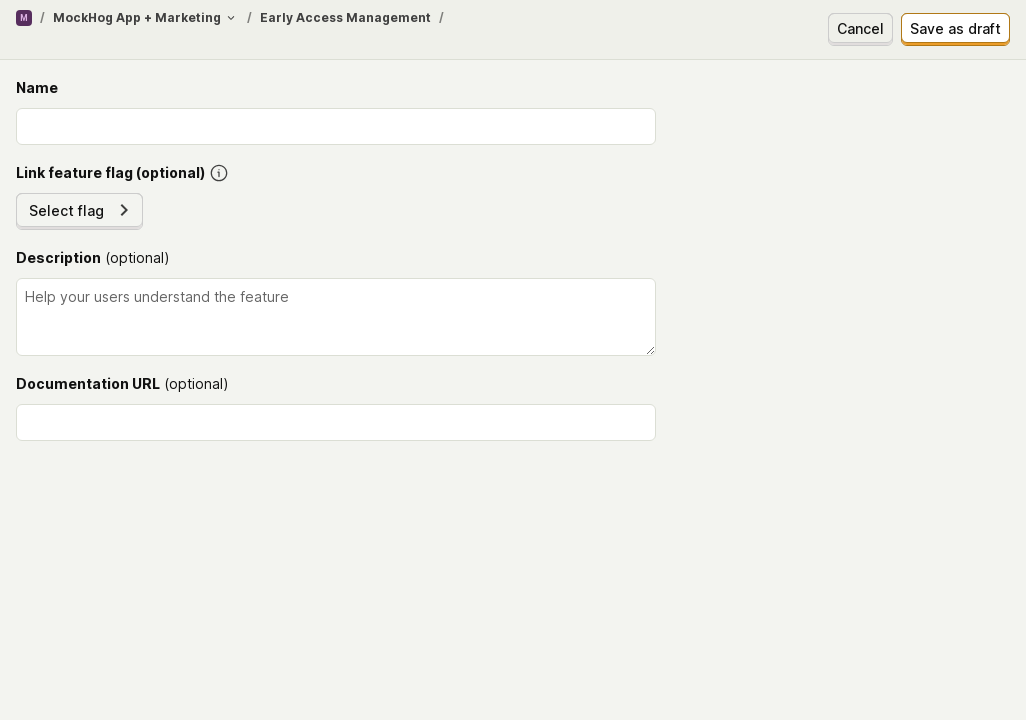 M / MockHog App + Marketing / Early Access Management /
Cancel
Save as draft
Name
Link feature flag (optional)
Select flag
Description (optional)
Help your users understand the feature
Documentation URL (optional)